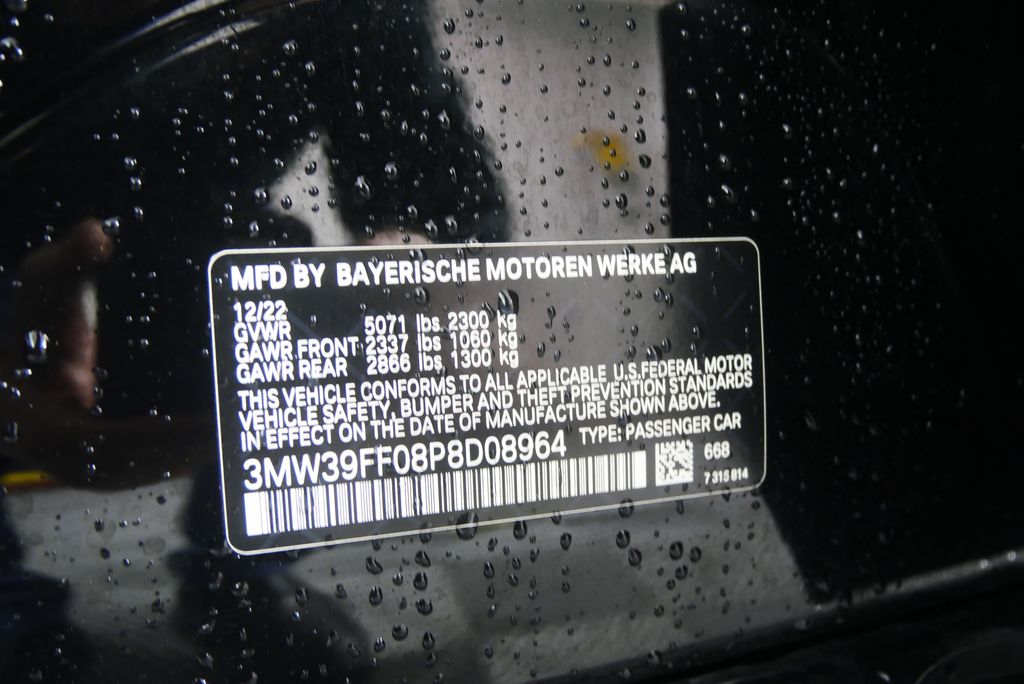 MFD BY BAYERISCHE MOTOREN WERKE AG
12/22
GVWR 5071 lbs 2300 kg
GAWR FRONT 2337 lbs 1060 kg
GAWR REAR 2866 lbs 1300 kg
THIS VEHICLE CONFORMS TO ALL APPLICABLE U.S.FEDERAL MOTOR
VEHICLE SAFETY, BUMPER AND THEFT PREVENTION STANDARDS
IN EFFECT ON THE DATE OF MANUFACTURE SHOWN ABOVE.
3MW39FF08P8D08964 TYPE: PASSENGER CAR
668
7 315 814